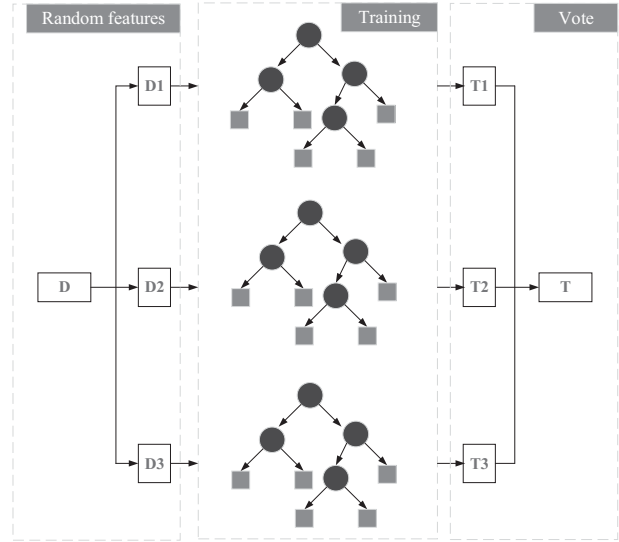 Random features
Training
Vote
D1
T1
D
D2
T2
T
D3
T3